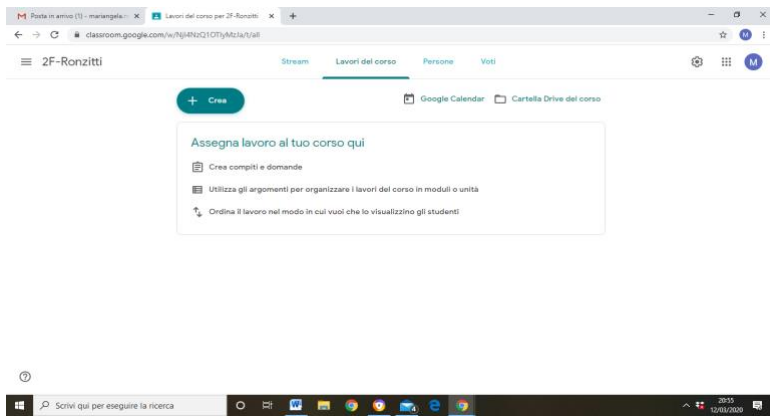 Posta in arrivo (1) - mariangela.
Lavori del corso per 2F-Ronzitti
classroom.google.com/w/NjI4NzQ1OTIyMzla/t/all
M
2F-Ronzitti
Stream
Lavori del corso
Persone
Voti
M
+ Crea
Google Calendar
Cartella Drive del corso
Assegna lavoro al tuo corso qui
Crea compiti e domande
Utilizza gli argomenti per organizzare i lavori del corso in moduli o unità
Ordina il lavoro nel modo in cui vuoi che lo visualizzino gli studenti
Scrivi qui per eseguire la ricerca
20:55
12/03/2020